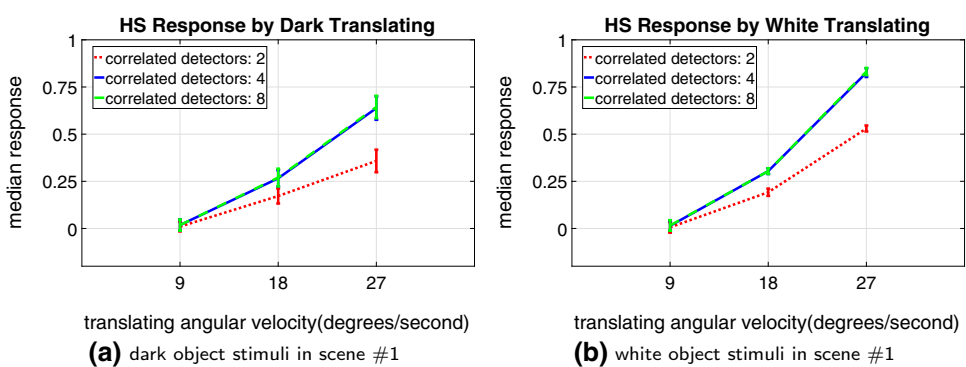 HS Response by Dark Translating
1
0.75
0.5
0.25
0
median response
correlated detectors: 2
correlated detectors: 4
correlated detectors: 8
9 18 27
translating angular velocity(degrees/second)
(a) dark object stimuli in scene #1
HS Response by White Translating
1
0.75
0.5
0.25
0
median response
correlated detectors: 2
correlated detectors: 4
correlated detectors: 8
9 18 27
translating angular velocity(degrees/second)
(b) white object stimuli in scene #1